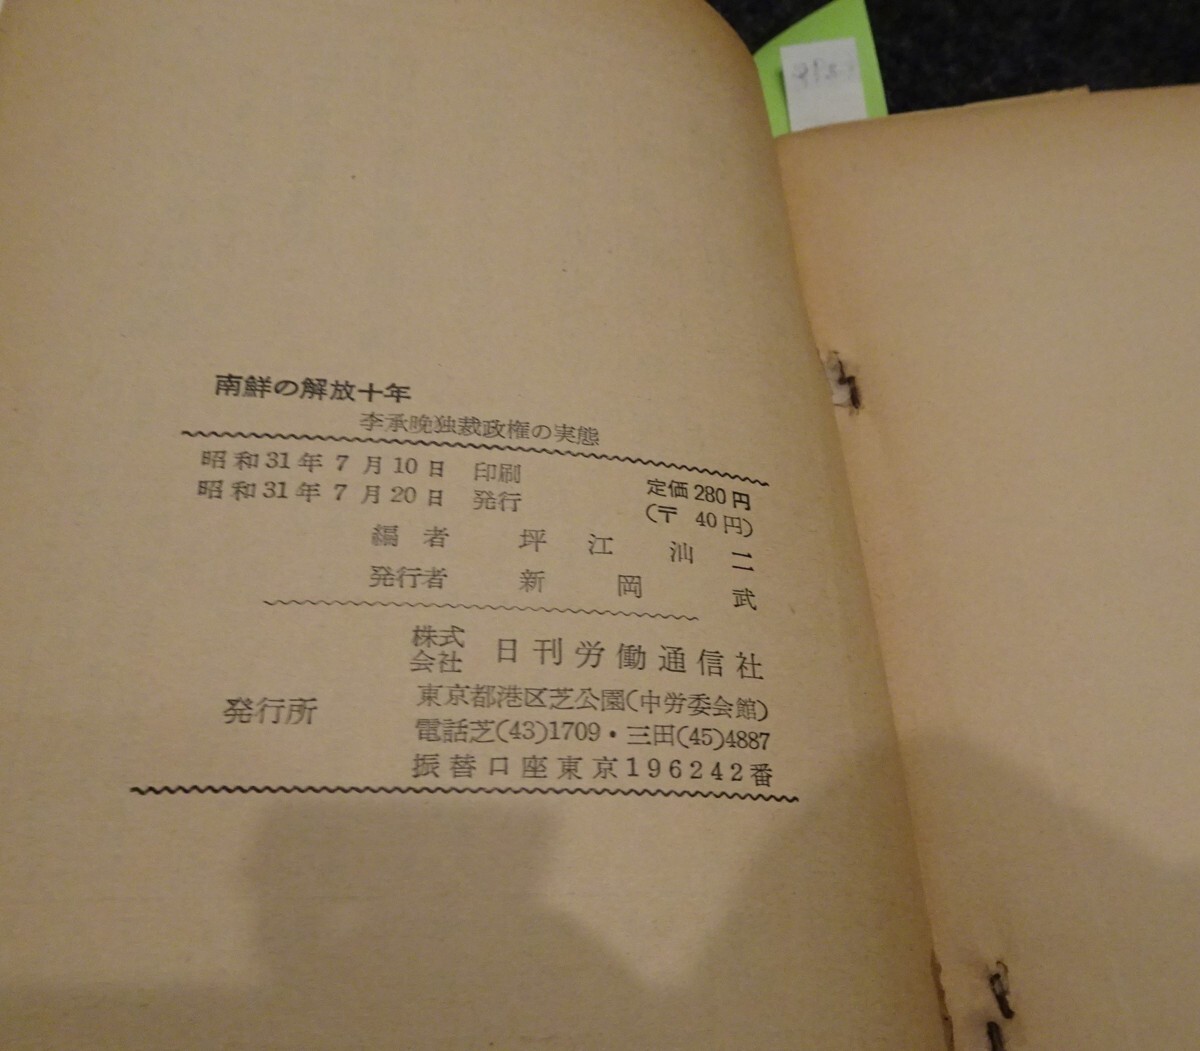 南鮮の解放十年
李承晩独裁政権の実態
昭和31年7月10日 印刷
昭和31年7月20日 発行
定価280円
(〒 40円)
編者 坪江汕二
発行者 新岡武
発行所
株式会社 日刊労働通信社
東京都港区芝公園(中労委会館)
電話芝(43)1709・三田(45)4887
振替口座東京196242番